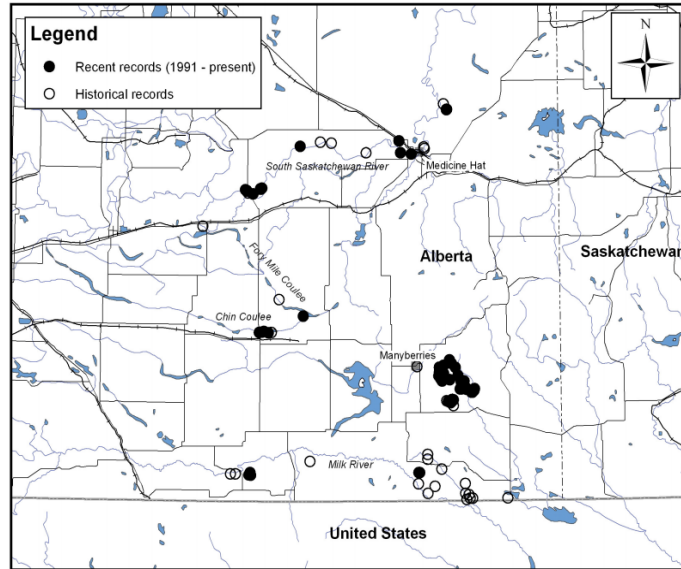 Legend
Recent records (1991 - present)
Historical records
N
Medicine Hat
South Saskatchewan River
Alberta
Saskatchewan
Fory Mile Coulee
Chin Coulee
Manyberries
Milk River
United States